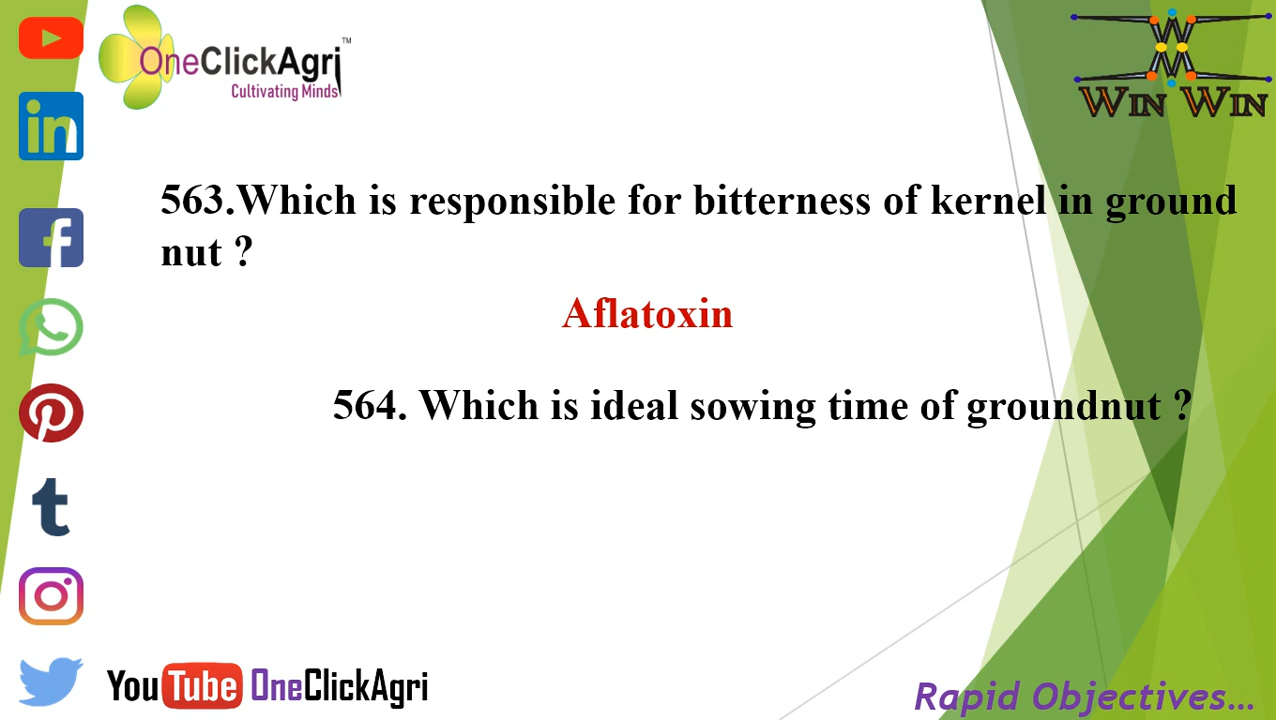 OneClickAgri™
Cultivating Minds
WIN WIN
563.Which is responsible for bitterness of kernel in ground
nut ?
Aflatoxin
564. Which is ideal sowing time of groundnut ?
YouTube OneClickAgri
Rapid Objectives...